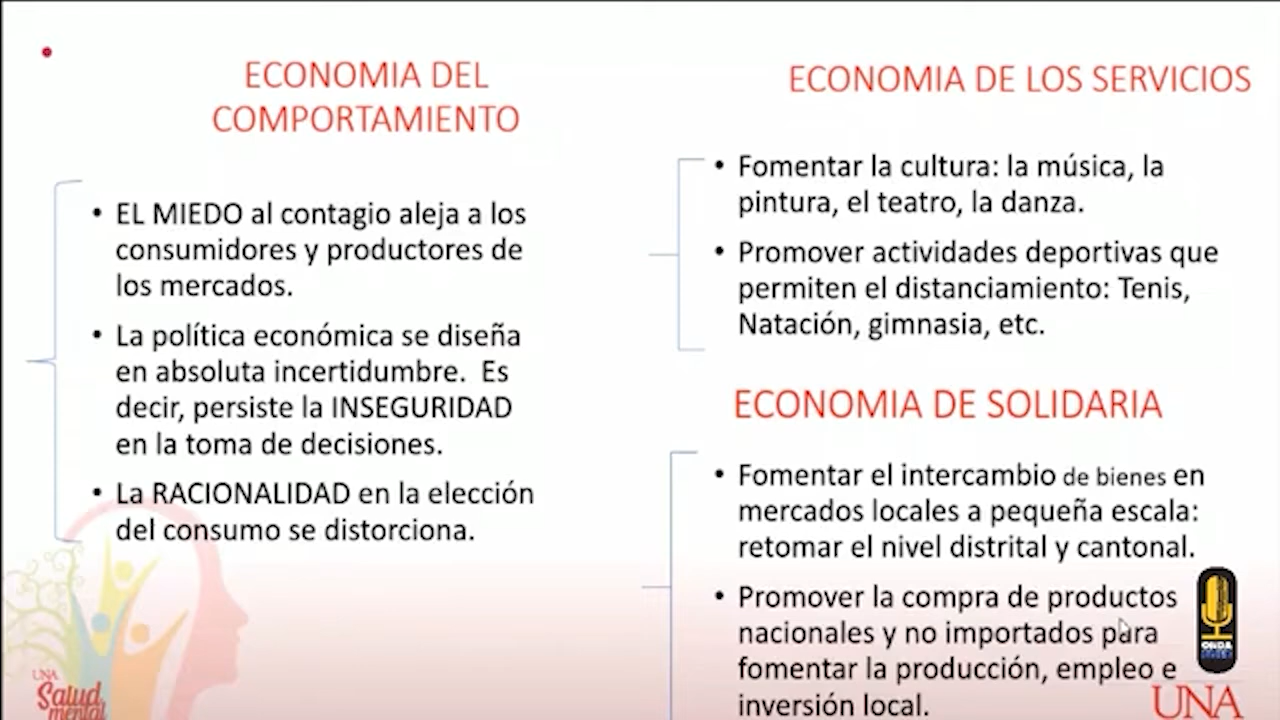 ECONOMIA DEL
COMPORTAMIENTO
• EL MIEDO al contagio aleja a los
consumidores y productores de
los mercados.
• La política económica se diseña
en absoluta incertidumbre.  Es
decir, persiste la INSEGURIDAD
en la toma de decisiones.
• La RACIONALIDAD en la elección
del consumo se distorciona.
ECONOMIA DE LOS SERVICIOS
• Fomentar la cultura: la música, la
pintura, el teatro, la danza.
• Promover actividades deportivas que
permiten el distanciamiento: Tenis,
Natación, gimnasia, etc.
ECONOMIA DE SOLIDARIA
• Fomentar el intercambio de bienes en
mercados locales a pequeña escala:
retomar el nivel distrital y cantonal.
• Promover la compra de productos
nacionales y no importados para
fomentar la producción, empleo e
inversión local.
UNA
Salud
mental
ONDA
UNA